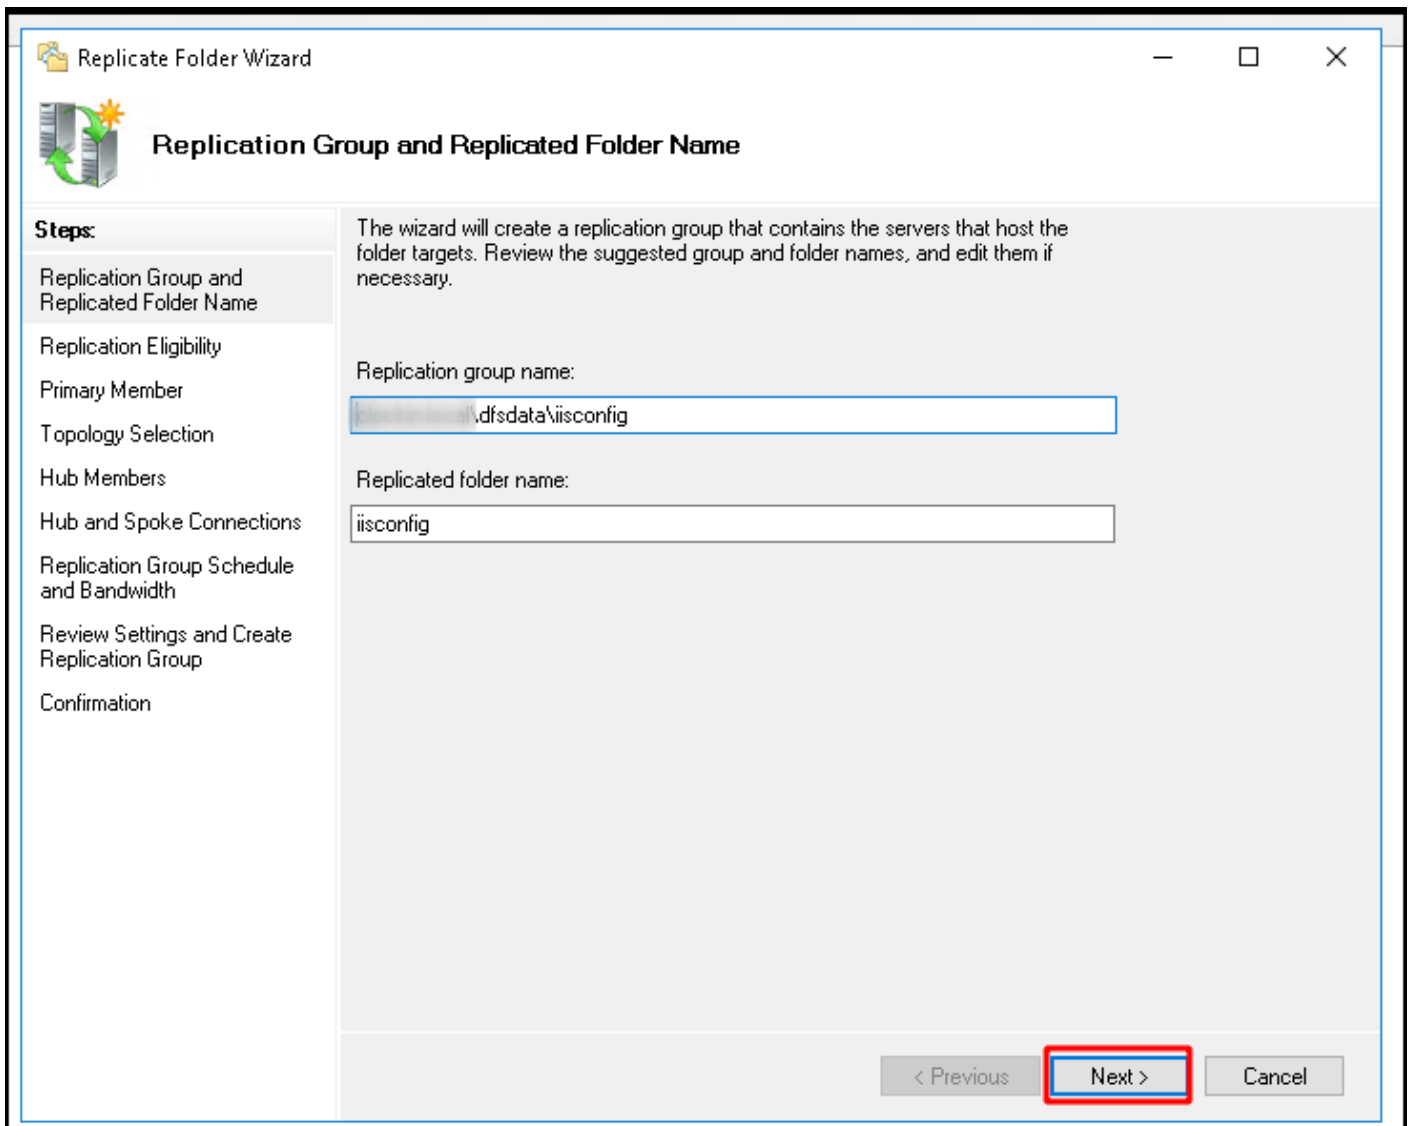 Replicate Folder Wizard
Replication Group and Replicated Folder Name
Steps:
Replication Group and
Replicated Folder Name
Replication Eligibility
Primary Member
Topology Selection
Hub Members
Hub and Spoke Connections
Replication Group Schedule
and Bandwidth
Review Settings and Create
Replication Group
Confirmation
The wizard will create a replication group that contains the servers that host the
folder targets. Review the suggested group and folder names, and edit them if
necessary.
Replication group name:
\dfsdata\iisconfig
Replicated folder name:
iisconfig
< Previous
Next >
Cancel